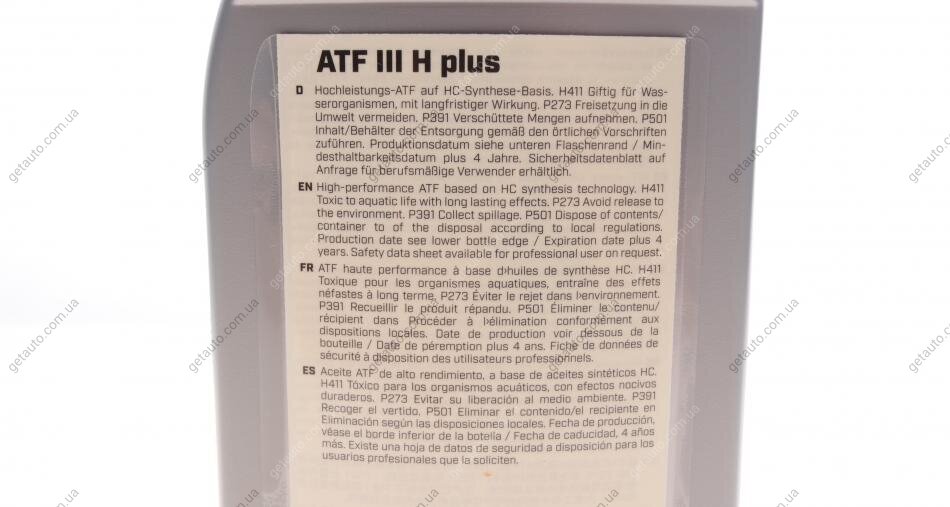 ATF III H plus
D Hochleistungs-ATF auf HC-Synthese-Basis. H411 Giftig für Was-
serorganismen, mit langfristiger Wirkung. P273 Freisetzung in die
Umwelt vermeiden. P391 Verschüttete Mengen aufnehmen. P501
Inhalt/Behälter der Entsorgung gemäß den örtlichen Vorschriften
zuführen. Produktionsdatum siehe unteren Flaschenrand / Min-
desthaltbarkeitsdatum plus 4 Jahre. Sicherheitsdatenblatt auf
Anfrage für berufsmäßige Verwender erhältlich.
EN High-performance ATF based on HC synthesis technology. H411
Toxic to aquatic life with long lasting effects. P273 Avoid release to
the environment. P391 Collect spillage. P501 Dispose of contents/
container to of the disposal according to local regulations.
Production date see lower bottle edge / Expiration date plus 4
years. Safety data sheet available for professional user on request.
FR ATF haute performance à base d›huiles de synthèse HC. H411
Toxique pour les organismes aquatiques, entraîne des effets
néfastes à long terme. P273 Éviter le rejet dans l›environnement.
P391 Recueillir le produit répandu. P501 Éliminer le contenu/
récipient dans Procéder à l›élimination conformément aux
dispositions locales. Date de production voir dessous de la
bouteille / Date de péremption plus 4 ans. Fiche de données de
sécurité à disposition des utilisateurs professionnels.
ES Aceite ATF de alto rendimiento, a base de aceites sintéticos HC.
H411 Tóxico para los organismos acuáticos, con efectos nocivos
duraderos. P273 Evitar su liberación al medio ambiente. P391
Recoger el vertido. P501 Eliminar el contenido/el recipiente en
Eliminación según las disposiciones locales. Fecha de producción,
véase el borde inferior de la botella / Fecha de caducidad, 4 años
más. Existe una hoja de datos de seguridad a disposición para los
usuarios profesionales que la soliciten.
getauto.com.ua